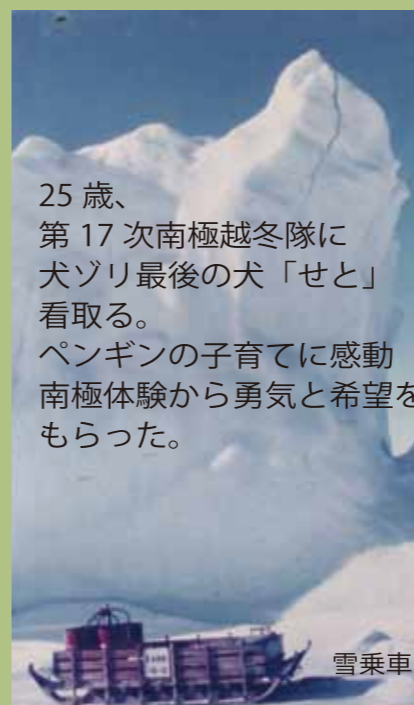 25 歳、
第 17 次南極越冬隊に
犬ゾリ最後の犬「せと」
看取る。
ペンギンの子育てに感動
南極体験から勇気と希望を
もらった。
雪乗車